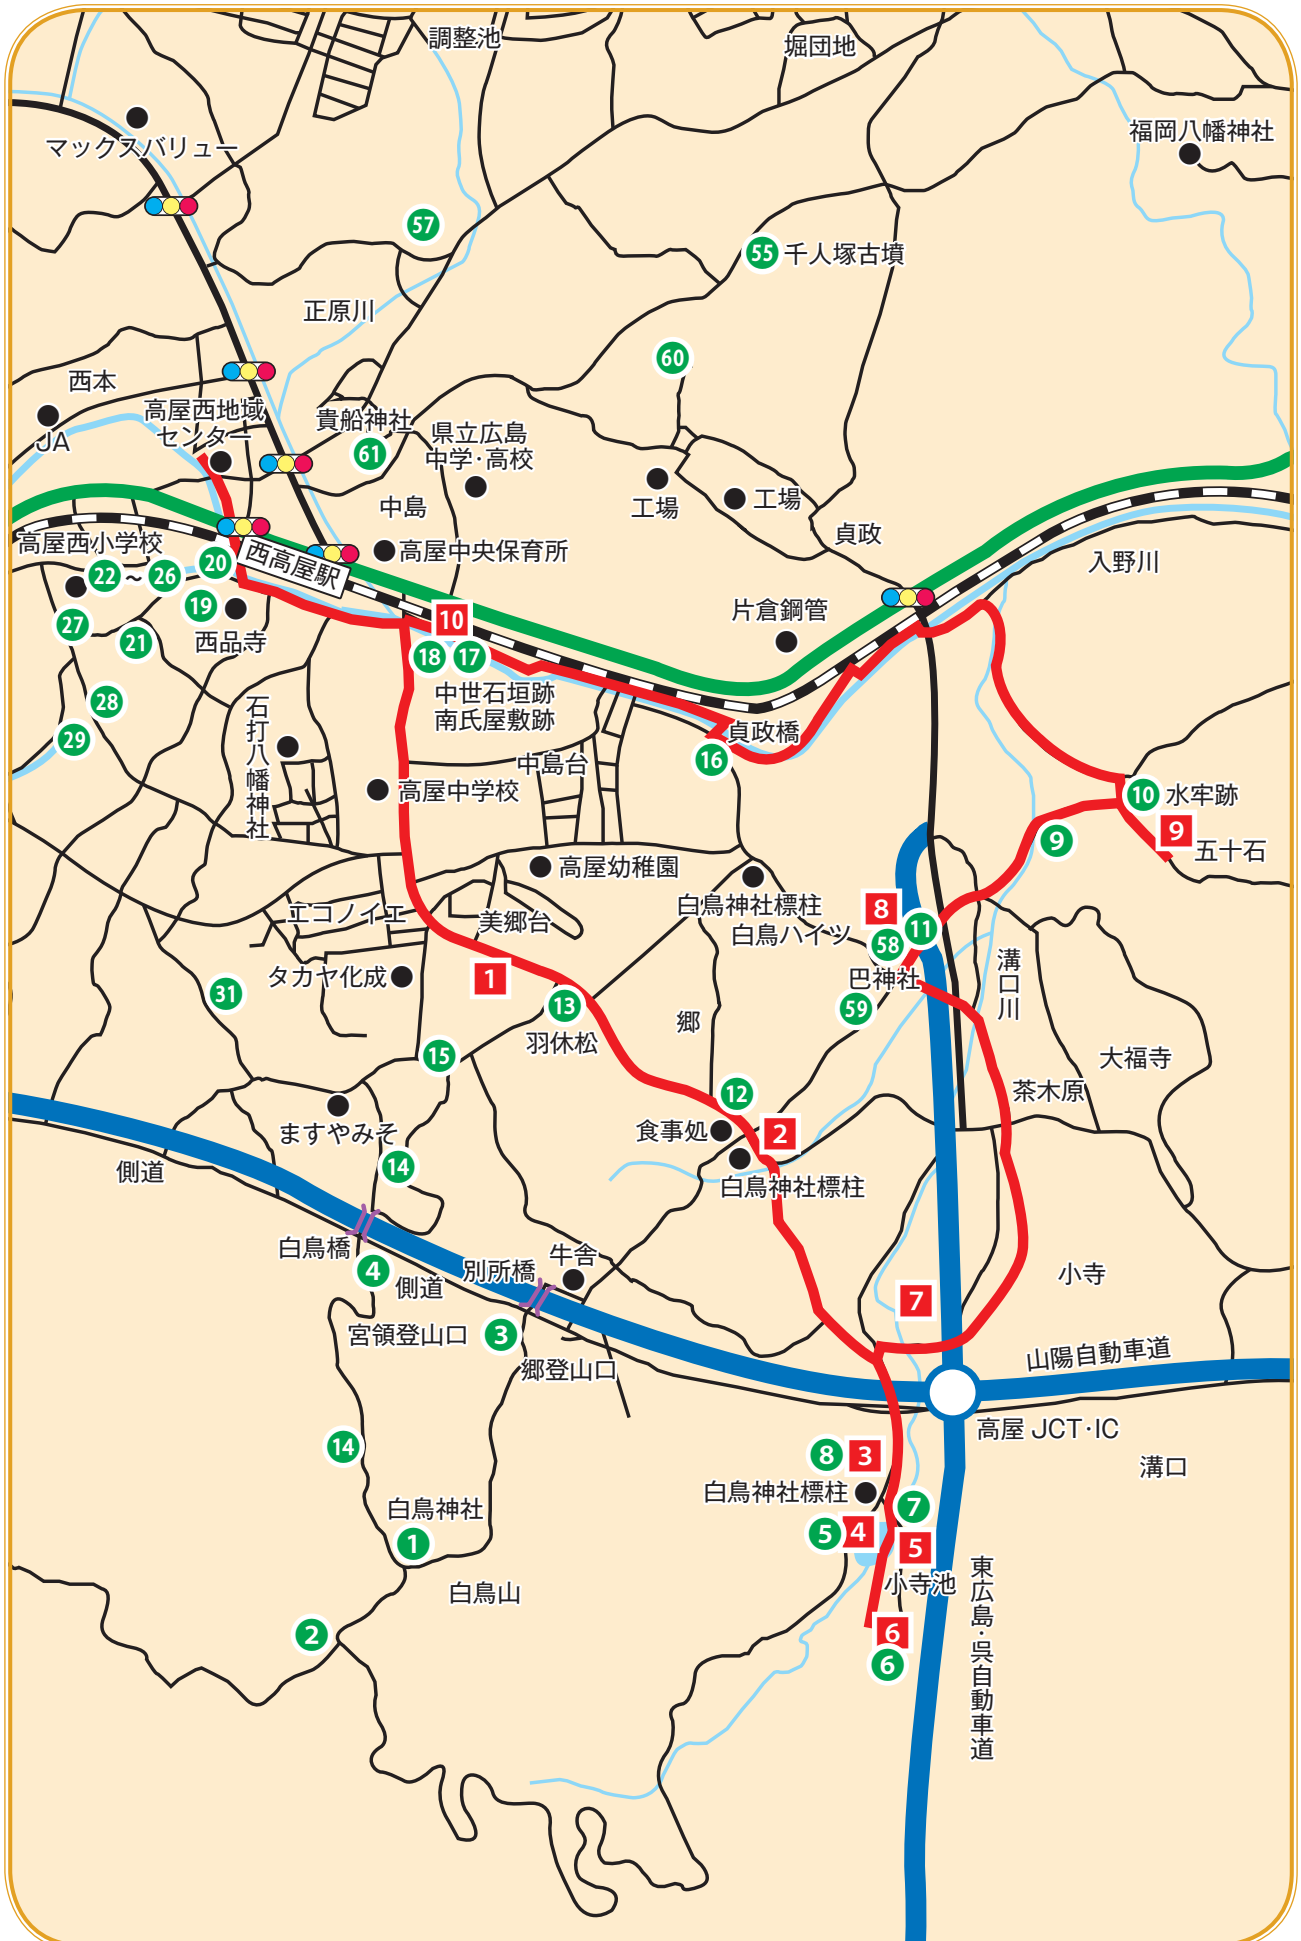 調整池
堀団地
マックスバリュー
福岡八幡神社
57
55
千人塚古墳
正原川
60
西本
JA
高屋西地域
センター
貴船神社
61
県立広島
中学・高校
工場
工場
中島
貞政
高屋西小学校
22
~
26
20
西高屋駅
高屋中央保育所
入野川
27
19
西品寺
21
10
片倉鋼管
18
17
中世石垣跡
南氏屋敷跡
28
29
石打八幡神社
貞政橋
16
中島台
高屋中学校
10
水牢跡
9
9
五十石
高屋幼稚園
白鳥神社標柱
白鳥ハイツ
8
11
58
エコノイエ
美郷台
タカヤ化成
31
1
13
羽休松
巴神社
59
溝口川
郷
15
大福寺
茶木原
12
ますやみそ
食事処
2
白鳥神社標柱
側道
14
白鳥橋
4
側道
別所橋
牛舎
小寺
7
宮領登山口
3
郷登山口
山陽自動車道
高屋 JCT・IC
14
8
3
溝口
白鳥神社標柱
7
白鳥神社
1
5
4
5
小寺池
白鳥山
2
6
6
東広島・呉自動車道